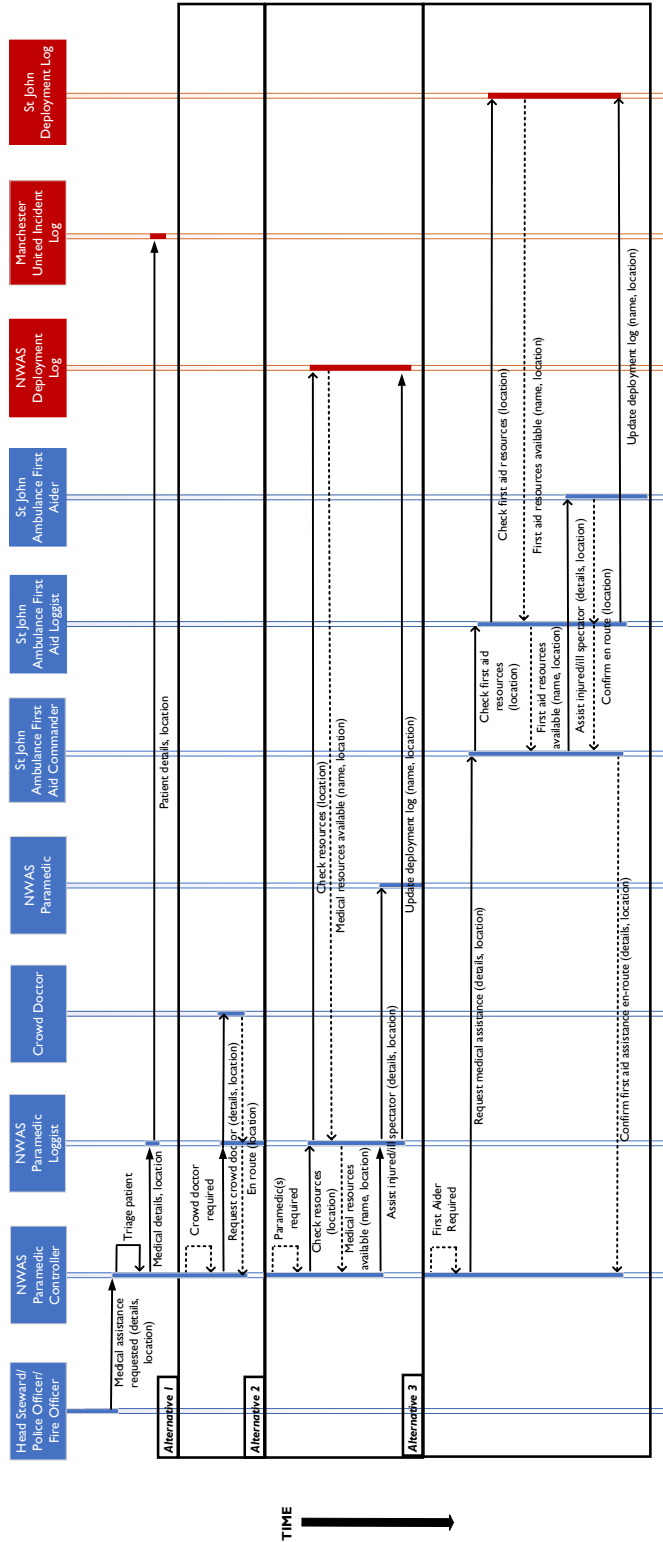 Head Steward/
Police Officer/
Fire Officer
NWAS
Paramedic
Controller
NWAS
Paramedic
Loggist
Crowd Doctor
NWAS
Paramedic
St John
Ambulance First
Aid Commander
St John
Ambulance First
Aid Loggist
St John
Ambulance First
Aider
NWAS
Deployment
Log
Manchester
United Incident
Log
St John
Deployment Log
TIME
Medical assistance
requested (details,
location)
Triage patient
Medical details, location
Patient details, location
Alternative 1
Crowd doctor
required
Request crowd doctor (details, location)
En route (location)
Alternative 2
Paramedic(s)
required
Check resources
(location)
Check resources (location)
Medical resources available (name, location)
Medical resources
available (name, location)
Assist injured/ill spectator (details, location)
Update deployment log (name, location)
Alternative 3
First Aider
Required
Request medical assistance (details, location)
Check first aid
resources
(location)
Check first aid resources (location)
First aid resources available (name, location)
First aid resources
available (name, location)
Assist injured/ill spectator (details, location)
Confirm en route (location)
Update deployment log (name, location)
Confirm first aid assistance en-route (details, location)